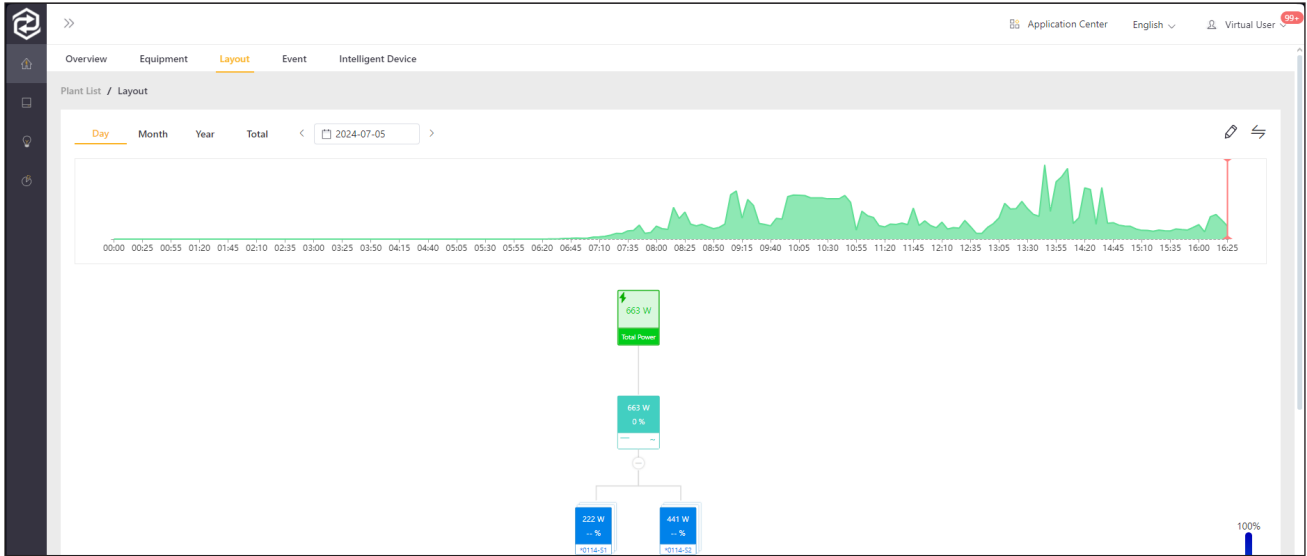 Application Center English Virtual User 99+
Overview Equipment Layout Event Intelligent Device
Plant List / Layout
Day Month Year Total < 2024-07-05 >
00:00 00:25 00:55 01:20 01:45 02:10 02:35 03:00 03:25 03:50 04:15 04:40 05:05 05:30 05:55 06:20 06:45 07:10 07:35 08:00 08:25 08:50 09:15 09:40 10:05 10:30 10:55 11:20 11:45 12:10 12:35 13:05 13:30 13:55 14:20 14:45 15:10 15:35 16:00 16:25
663 W
Total Power
663 W
0 %
222 W 441 W
-- % -- %
*0114-S1 *0114-S2
100%